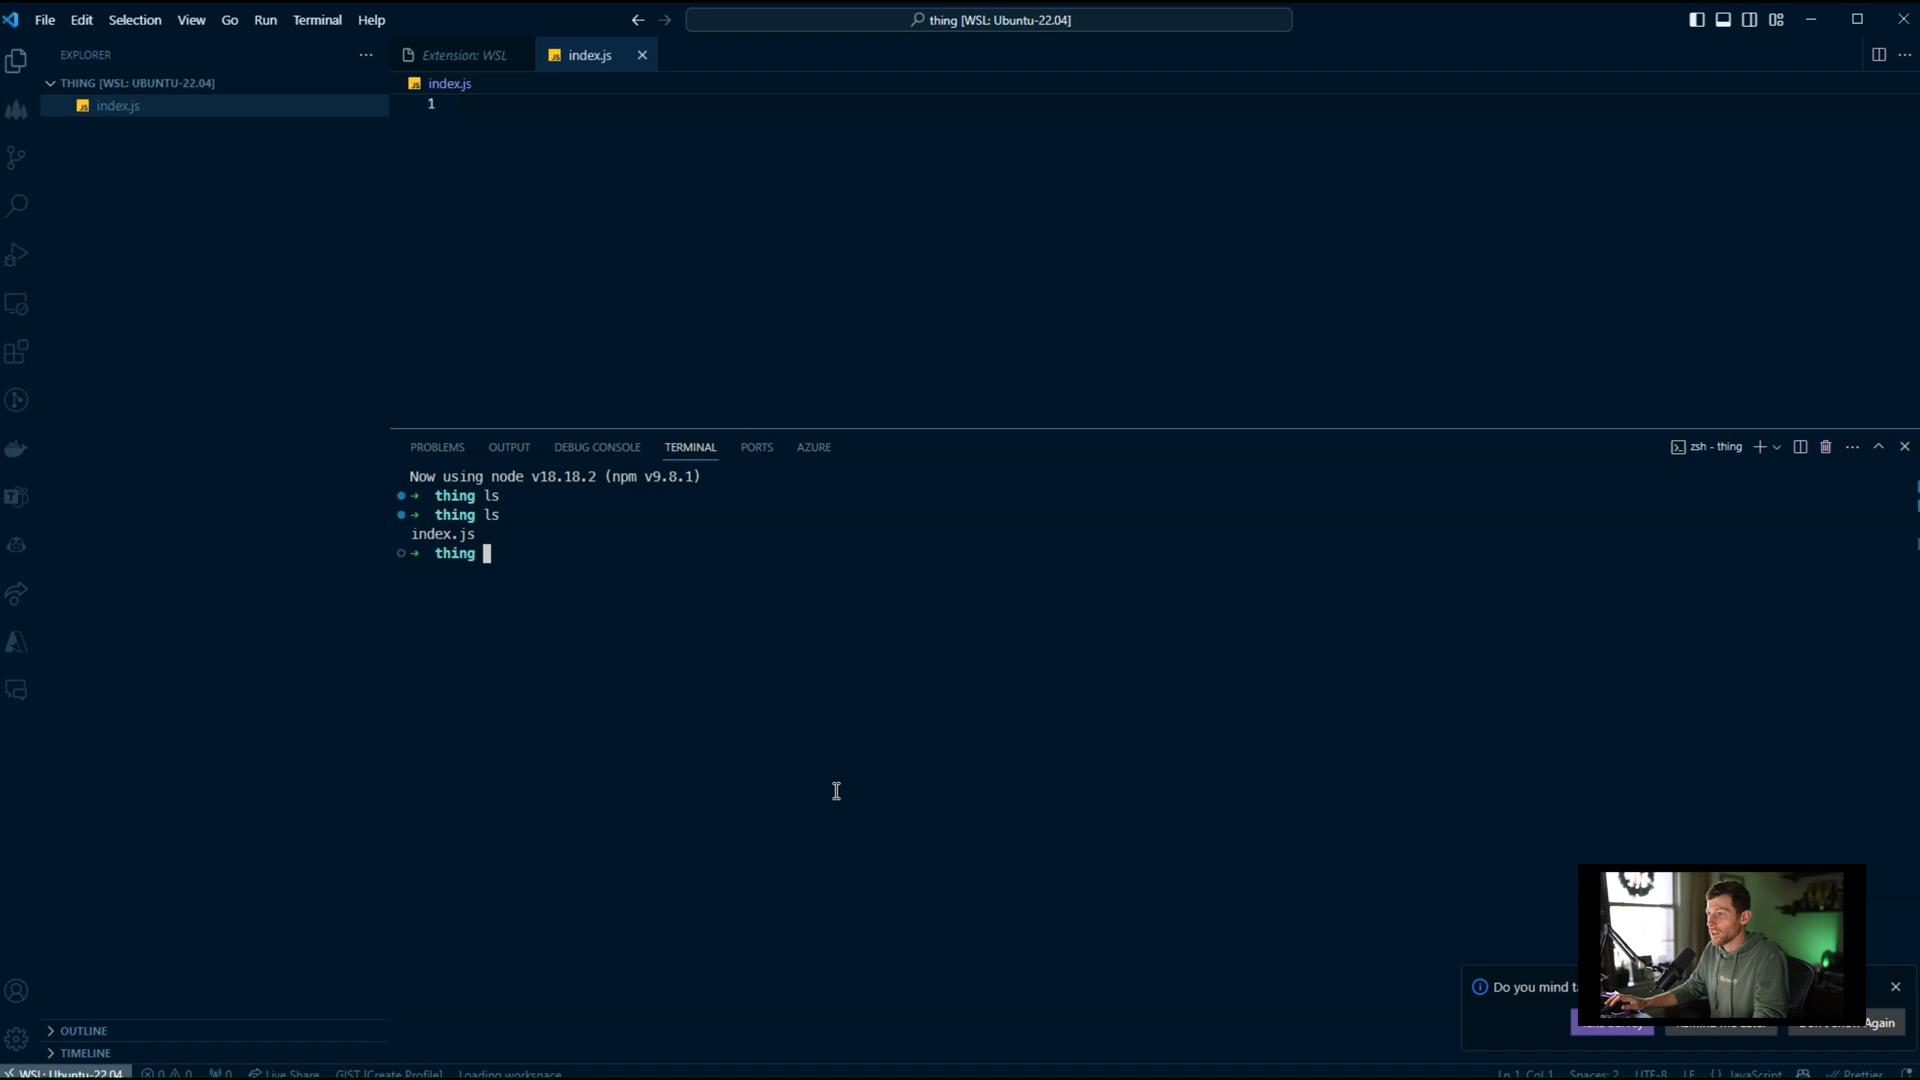 File Edit Selection View Go Run Terminal Help
thing [WSL: Ubuntu-22.04]
EXPLORER
Extension: WSL
index.js
THING [WSL: UBUNTU-22.04]
index.js
index.js
1
PROBLEMS OUTPUT DEBUG CONSOLE TERMINAL PORTS AZURE
zsh - thing
Now using node v18.18.2 (npm v9.8.1)
thing ls
thing ls
index.js
thing
Do you mind
Again
OUTLINE
TIMELINE
WSL: Ubuntu-22.04 0 0 0 Live Share GIST [Create Profile] Loading workspace
Ln 1, Col 1 Spaces: 2 UTF-8 LF {} JavaScript Prettier